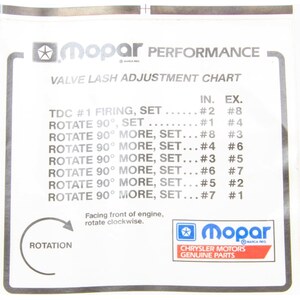 mopar PERFORMANCE
VALVE LASH ADJUSTMENT CHART
IN. EX.
TDC #1 FIRING, SET ....... #2 #8
ROTATE 90°, SET ......... #1 #4
ROTATE 90° MORE, SET ... #8 #3
ROTATE 90° MORE, SET ... #4 #6
ROTATE 90° MORE, SET ... #3 #5
ROTATE 90° MORE, SET ... #6 #7
ROTATE 90° MORE, SET ... #5 #2
ROTATE 90° MORE, SET ... #7 #1
Facing front of engine,
rotate clockwise.
ROTATION
mopar
CHRYSLER MOTORS
GENUINE PARTS